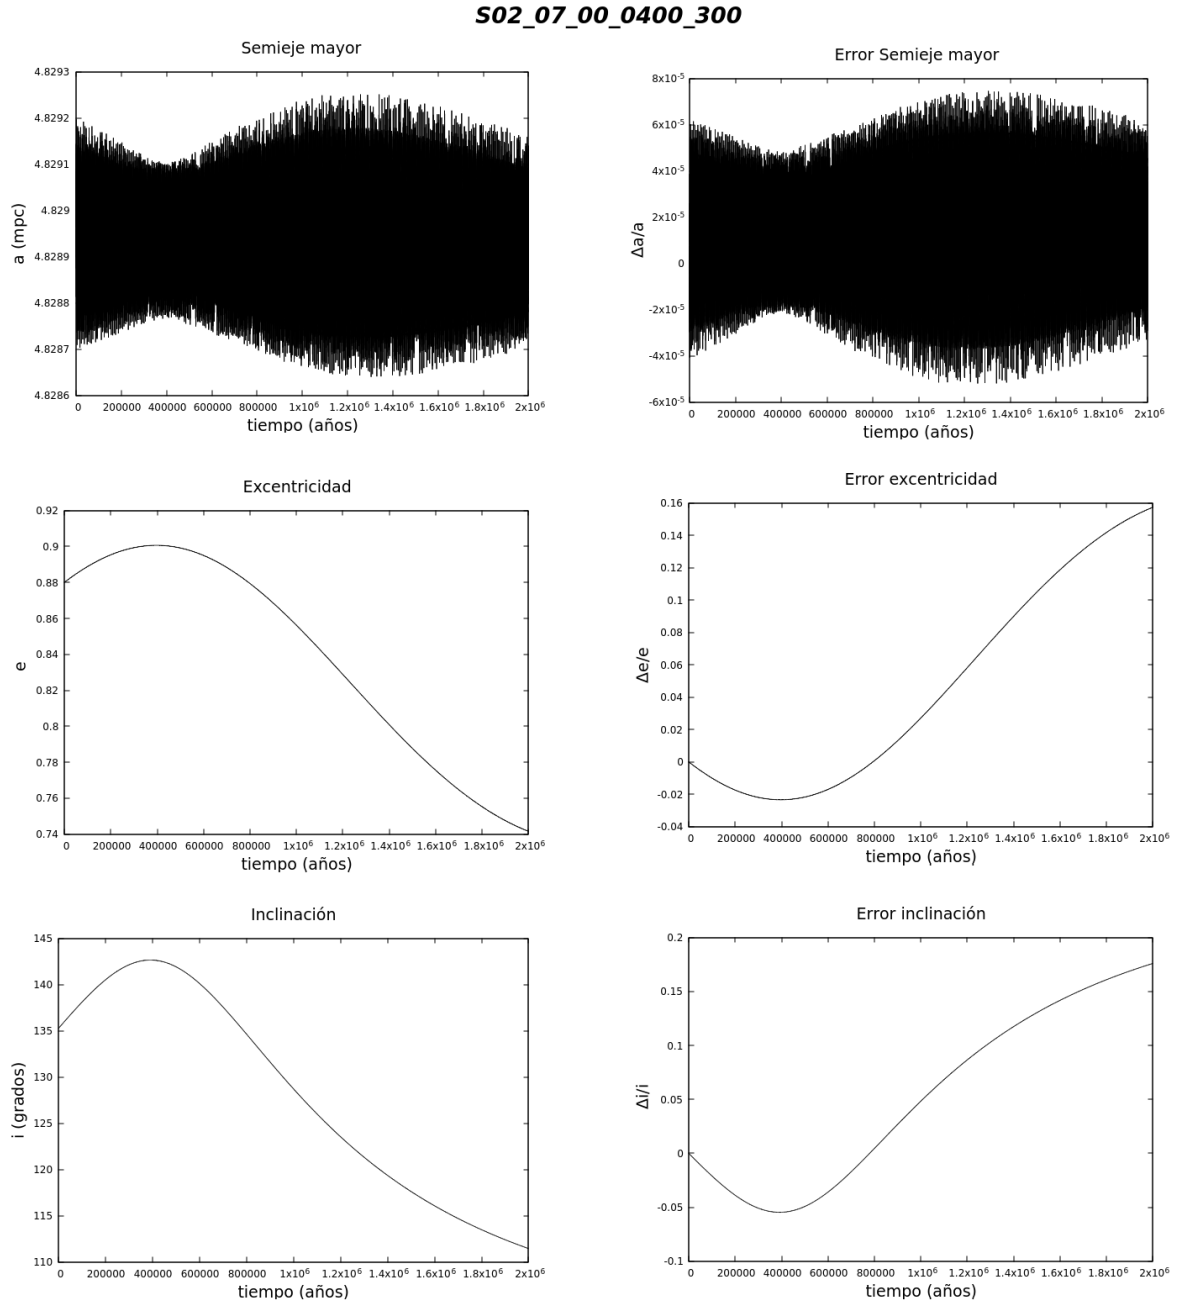 S02_07_00_0400_300
Semieje mayor
4.8293
4.8292
4.8291
4.829
4.8289
4.8288
4.8287
4.8286
a (mpc)
0 200000 400000 600000 800000 1x10⁶ 1.2x10⁶ 1.4x10⁶ 1.6x10⁶ 1.8x10⁶ 2x10⁶
tiempo (años)
Error Semieje mayor
8x10⁻⁵
6x10⁻⁵
4x10⁻⁵
2x10⁻⁵
0
-2x10⁻⁵
-4x10⁻⁵
-6x10⁻⁵
Δa/a
0 200000 400000 600000 800000 1x10⁶ 1.2x10⁶ 1.4x10⁶ 1.6x10⁶ 1.8x10⁶ 2x10⁶
tiempo (años)
Excentricidad
0.92
0.9
0.88
0.86
0.84
0.82
0.8
0.78
0.76
0.74
e
0 200000 400000 600000 800000 1x10⁶ 1.2x10⁶ 1.4x10⁶ 1.6x10⁶ 1.8x10⁶ 2x10⁶
tiempo (años)
Error excentricidad
0.16
0.14
0.12
0.1
0.08
0.06
0.04
0.02
0
-0.02
-0.04
Δe/e
0 200000 400000 600000 800000 1x10⁶ 1.2x10⁶ 1.4x10⁶ 1.6x10⁶ 1.8x10⁶ 2x10⁶
tiempo (años)
Inclinación
145
140
135
130
125
120
115
110
i (grados)
0 200000 400000 600000 800000 1x10⁶ 1.2x10⁶ 1.4x10⁶ 1.6x10⁶ 1.8x10⁶ 2x10⁶
tiempo (años)
Error inclinación
0.2
0.15
0.1
0.05
0
-0.05
-0.1
Δi/i
0 200000 400000 600000 800000 1x10⁶ 1.2x10⁶ 1.4x10⁶ 1.6x10⁶ 1.8x10⁶ 2x10⁶
tiempo (años)